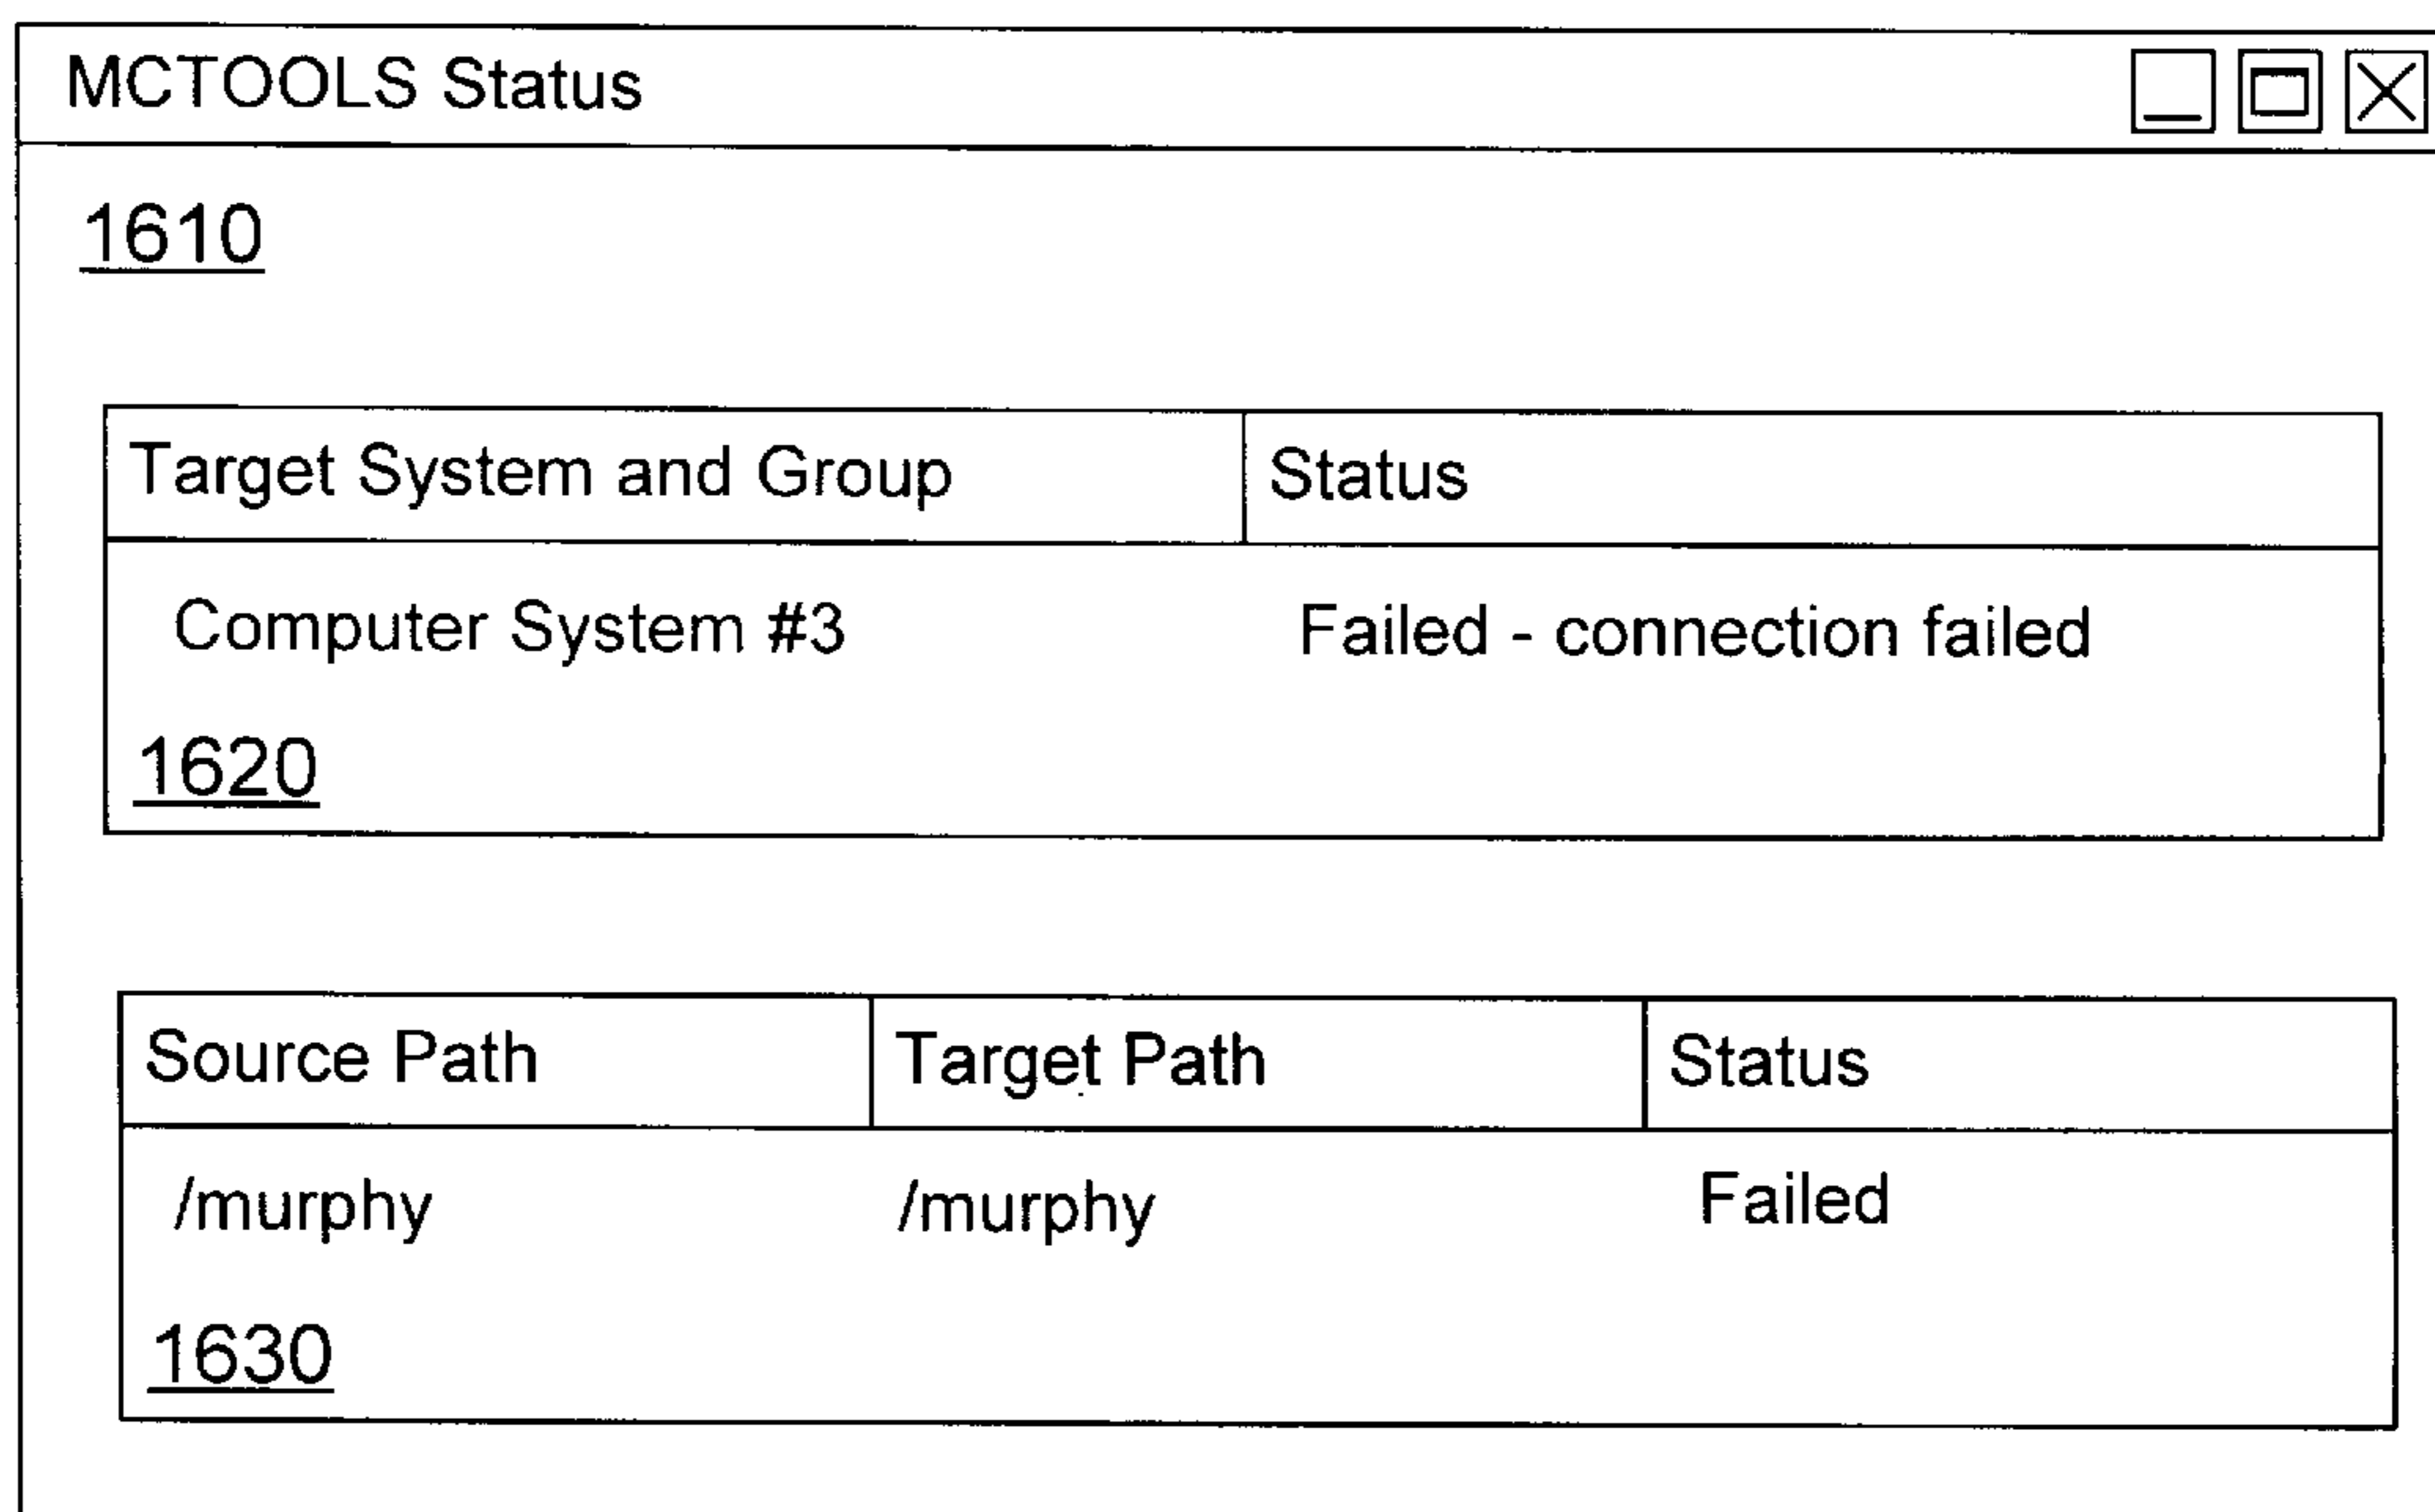 MCTOOLS Status
1610
Target System and Group Status
Computer System #3 Failed - connection failed
1620
Source Path Target Path Status
/murphy /murphy Failed
1630